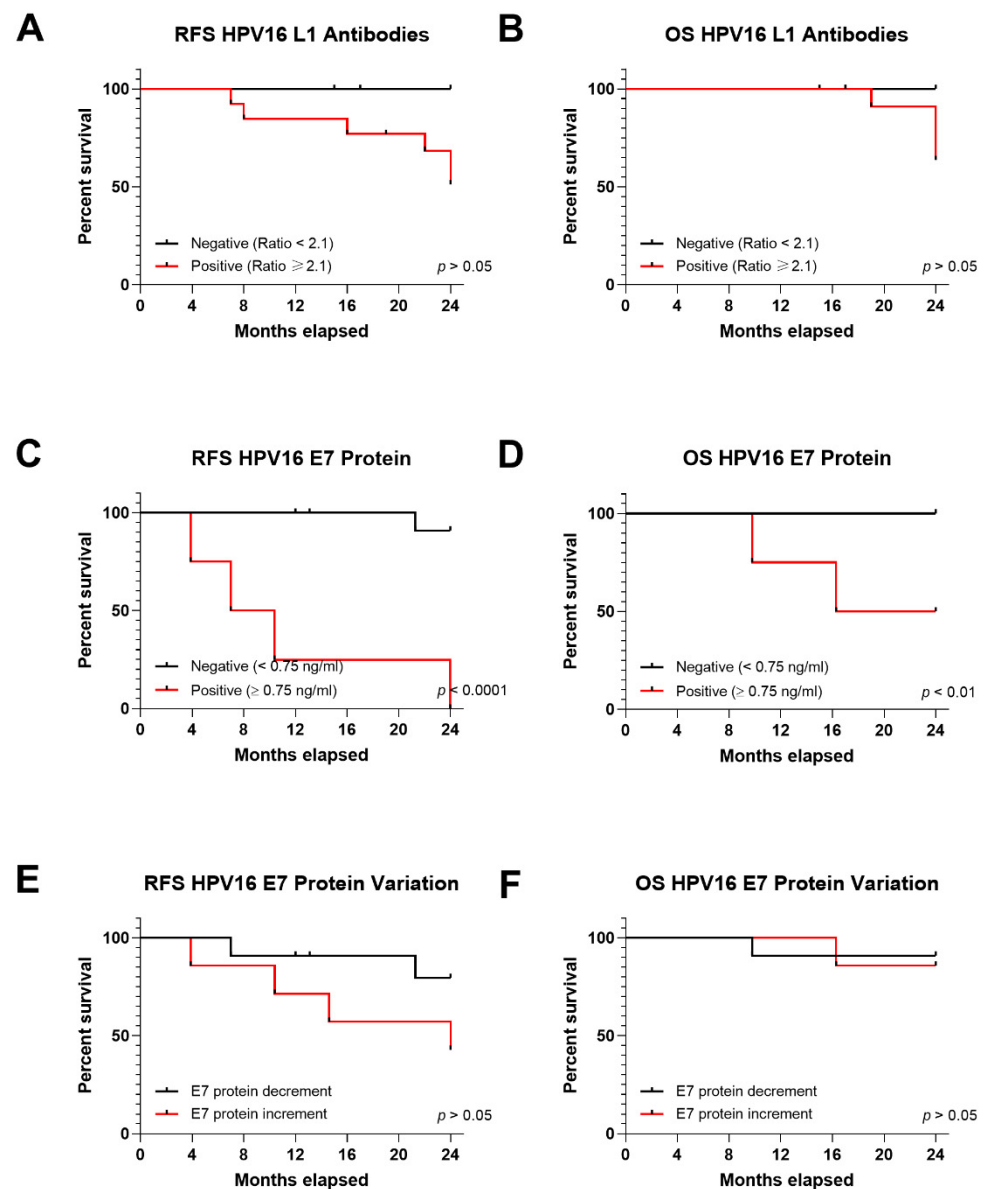 A
RFS HPV16 L1 Antibodies
Percent survival
100
50
0
Negative (Ratio < 2.1)
Positive (Ratio ⩾ 2.1)
p > 0.05
0 4 8 12 16 20 24
Months elapsed
B
OS HPV16 L1 Antibodies
Percent survival
100
50
0
Negative (Ratio < 2.1)
Positive (Ratio ⩾ 2.1)
p > 0.05
0 4 8 12 16 20 24
Months elapsed
C
RFS HPV16 E7 Protein
Percent survival
100
50
0
Negative (< 0.75 ng/ml)
Positive (≥ 0.75 ng/ml)
p < 0.0001
0 4 8 12 16 20 24
Months elapsed
D
OS HPV16 E7 Protein
Percent survival
100
50
0
Negative (< 0.75 ng/ml)
Positive (≥ 0.75 ng/ml)
p < 0.01
0 4 8 12 16 20 24
Months elapsed
E
RFS HPV16 E7 Protein Variation
Percent survival
100
50
0
E7 protein decrement
E7 protein increment
p > 0.05
0 4 8 12 16 20 24
Months elapsed
F
OS HPV16 E7 Protein Variation
Percent survival
100
50
0
E7 protein decrement
E7 protein increment
p > 0.05
0 4 8 12 16 20 24
Months elapsed